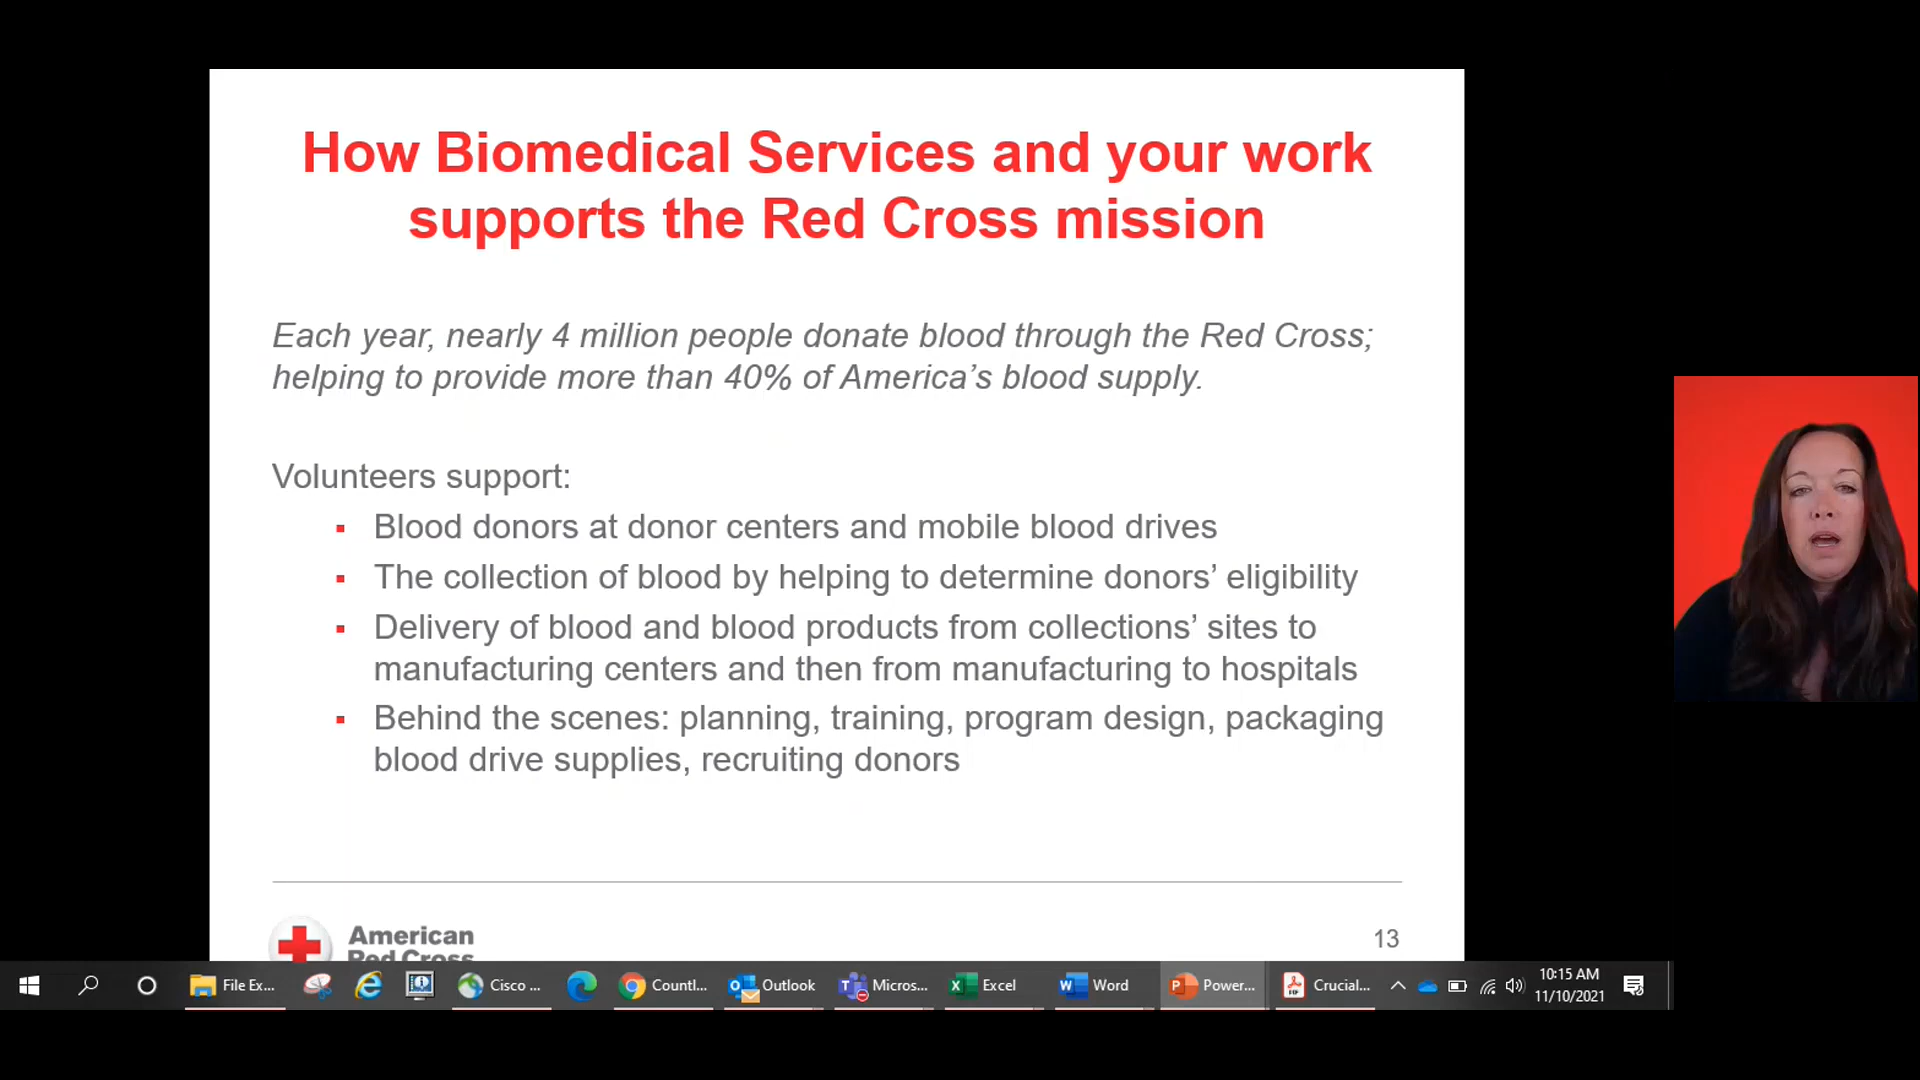 How Biomedical Services and your work
supports the Red Cross mission
Each year, nearly 4 million people donate blood through the Red Cross;
helping to provide more than 40% of America’s blood supply.
Volunteers support:
▪ Blood donors at donor centers and mobile blood drives
▪ The collection of blood by helping to determine donors’ eligibility
▪ Delivery of blood and blood products from collections’ sites to
manufacturing centers and then from manufacturing to hospitals
▪ Behind the scenes: planning, training, program design, packaging
blood drive supplies, recruiting donors
American
Red Cross
13
File Ex...
Cisco ...
Countl...
Outlook
Micros...
Excel
Word
Power...
Crucial...
10:15 AM
11/10/2021